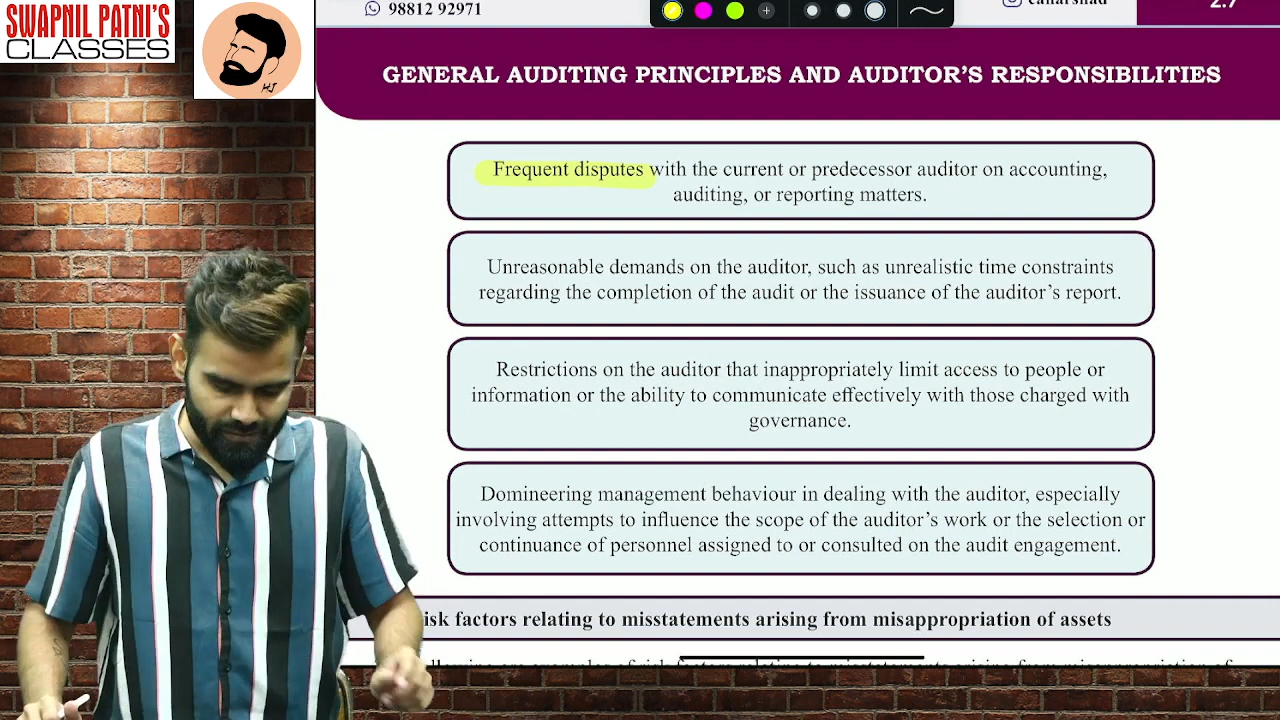 SWAPNIL PATNI'S
CLASSES
HJ
98812 92971
2.7
GENERAL AUDITING PRINCIPLES AND AUDITOR'S RESPONSIBILITIES
Frequent disputes with the current or predecessor auditor on accounting,
auditing, or reporting matters.
Unreasonable demands on the auditor, such as unrealistic time constraints
regarding the completion of the audit or the issuance of the auditor's report.
Restrictions on the auditor that inappropriately limit access to people or
information or the ability to communicate effectively with those charged with
governance.
Domineering management behaviour in dealing with the auditor, especially
involving attempts to influence the scope of the auditor's work or the selection or
continuance of personnel assigned to or consulted on the audit engagement.
isk factors relating to misstatements arising from misappropriation of assets